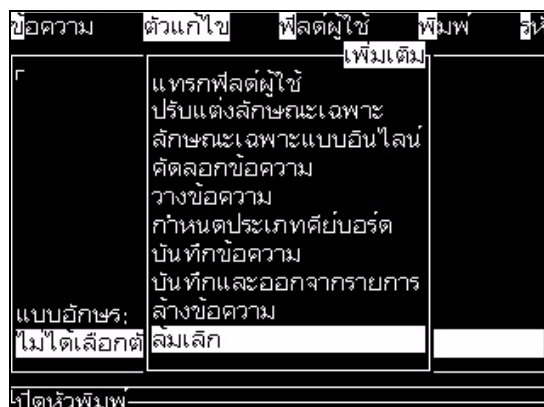 ข้อความ ตัวแก้ไข ฟิลด์ผู้ใช้ พิมพ์
เพิ่มเติม
แทรกฟิลด์ผู้ใช้
ปรับแต่งลักษณะเฉพาะ
ลักษณะเฉพาะแบบอินไลน์
คัดลอกข้อความ
วางข้อความ
กำหนดประเภทคีย์บอร์ด
บันทึกข้อความ
บันทึกและออกจากรายการ
แบบอักษร: ล้างข้อความ
ไม่ได้เลือกตั ล้มเลิก
ปิดหัวพิมพ์